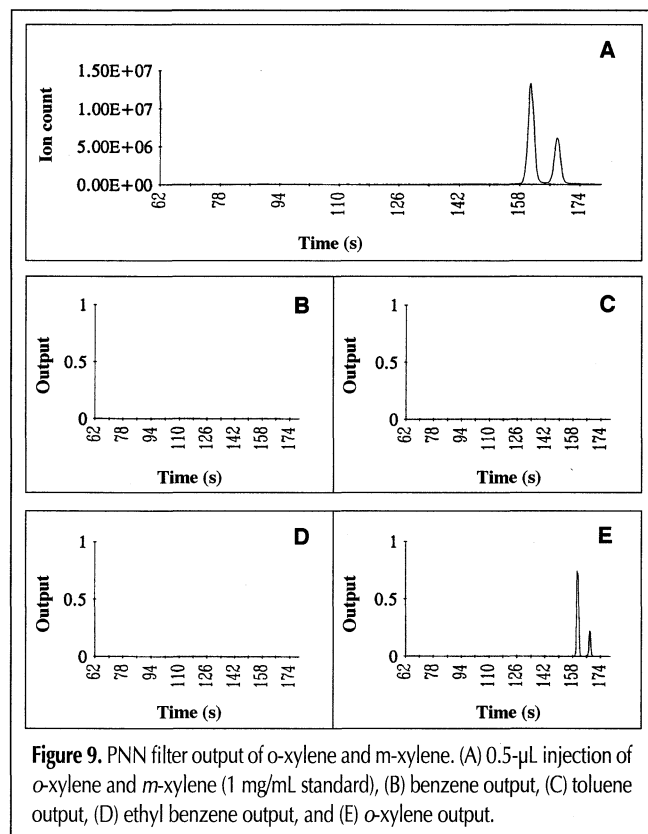 A
1.50E+07
1.00E+07
5.00E+06
0.00E+00
Ion count
62 78 94 110 126 142 158 174
Time (s)
B
1
0.5
0
Output
62 78 94 110 126 142 158 174
Time (s)
C
1
0.5
0
Output
62 78 94 110 126 142 158 174
Time (s)
D
1
0.5
0
Output
62 78 94 110 126 142 158 174
Time (s)
E
1
0.5
0
Output
62 78 94 110 126 142 158 174
Time (s)
Figure 9. PNN filter output of o-xylene and m-xylene. (A) 0.5-µL injection of
o-xylene and m-xylene (1 mg/mL standard), (B) benzene output, (C) toluene
output, (D) ethyl benzene output, and (E) o-xylene output.